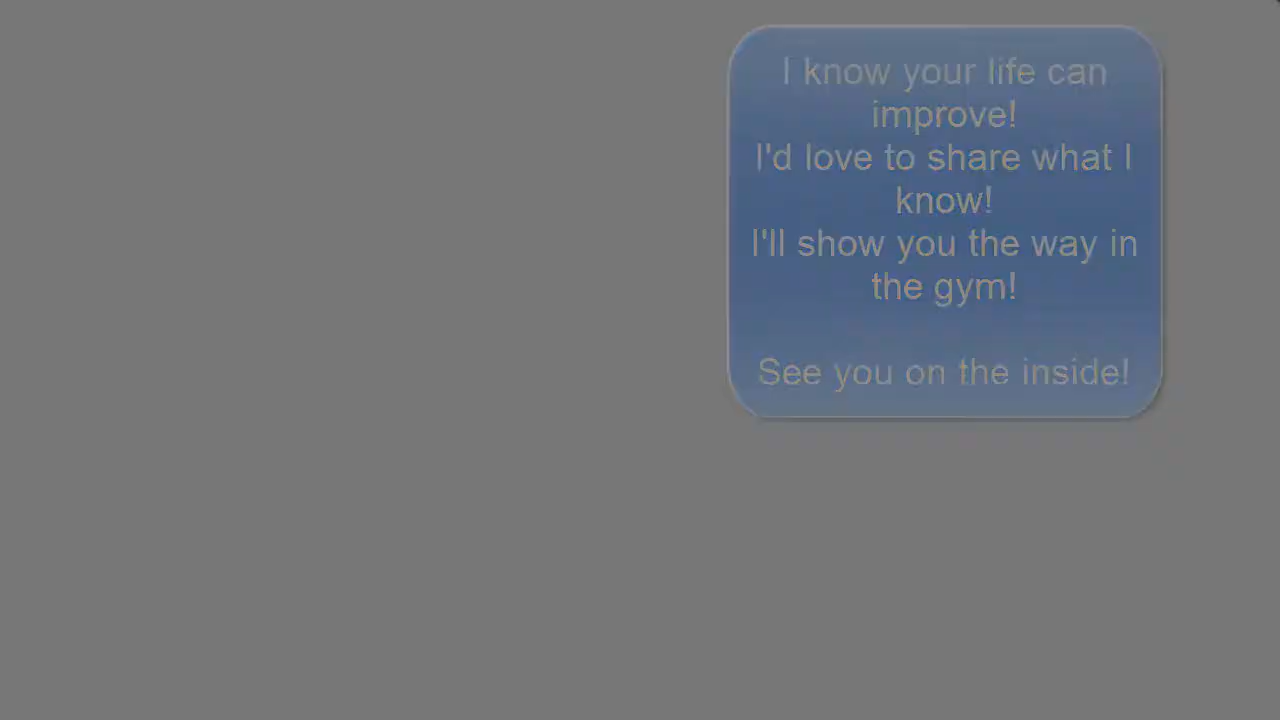 I know your life can
improve!
I'd love to share what I
know!
I'll show you the way in
the gym!
See you on the inside!